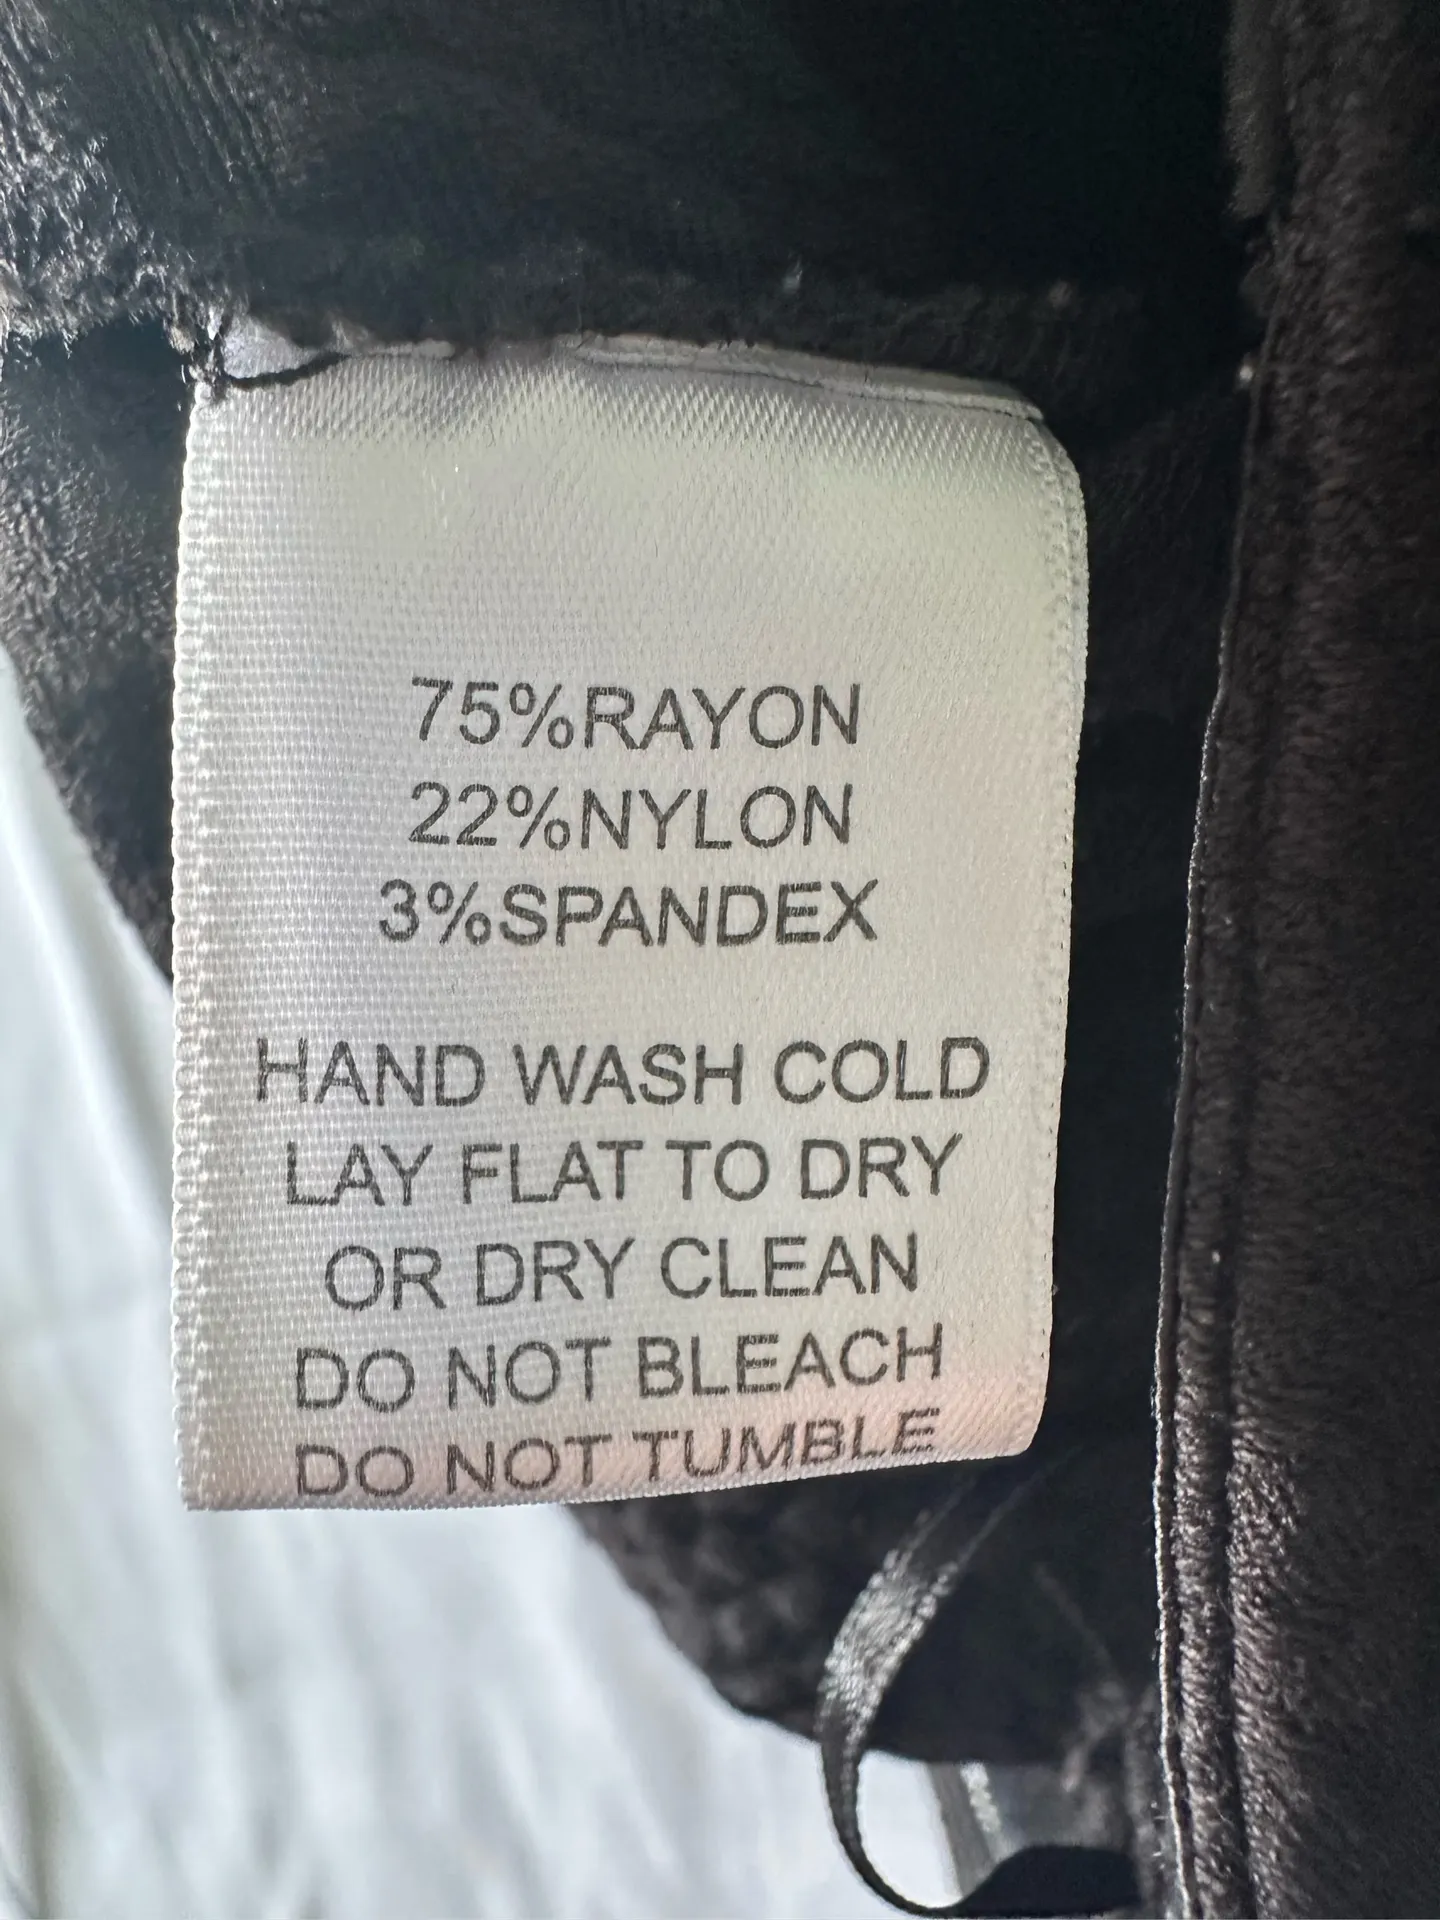 75%RAYON
22%NYLON
3%SPANDEX
HAND WASH COLD
LAY FLAT TO DRY
OR DRY CLEAN
DO NOT BLEACH
DO NOT TUMBLE